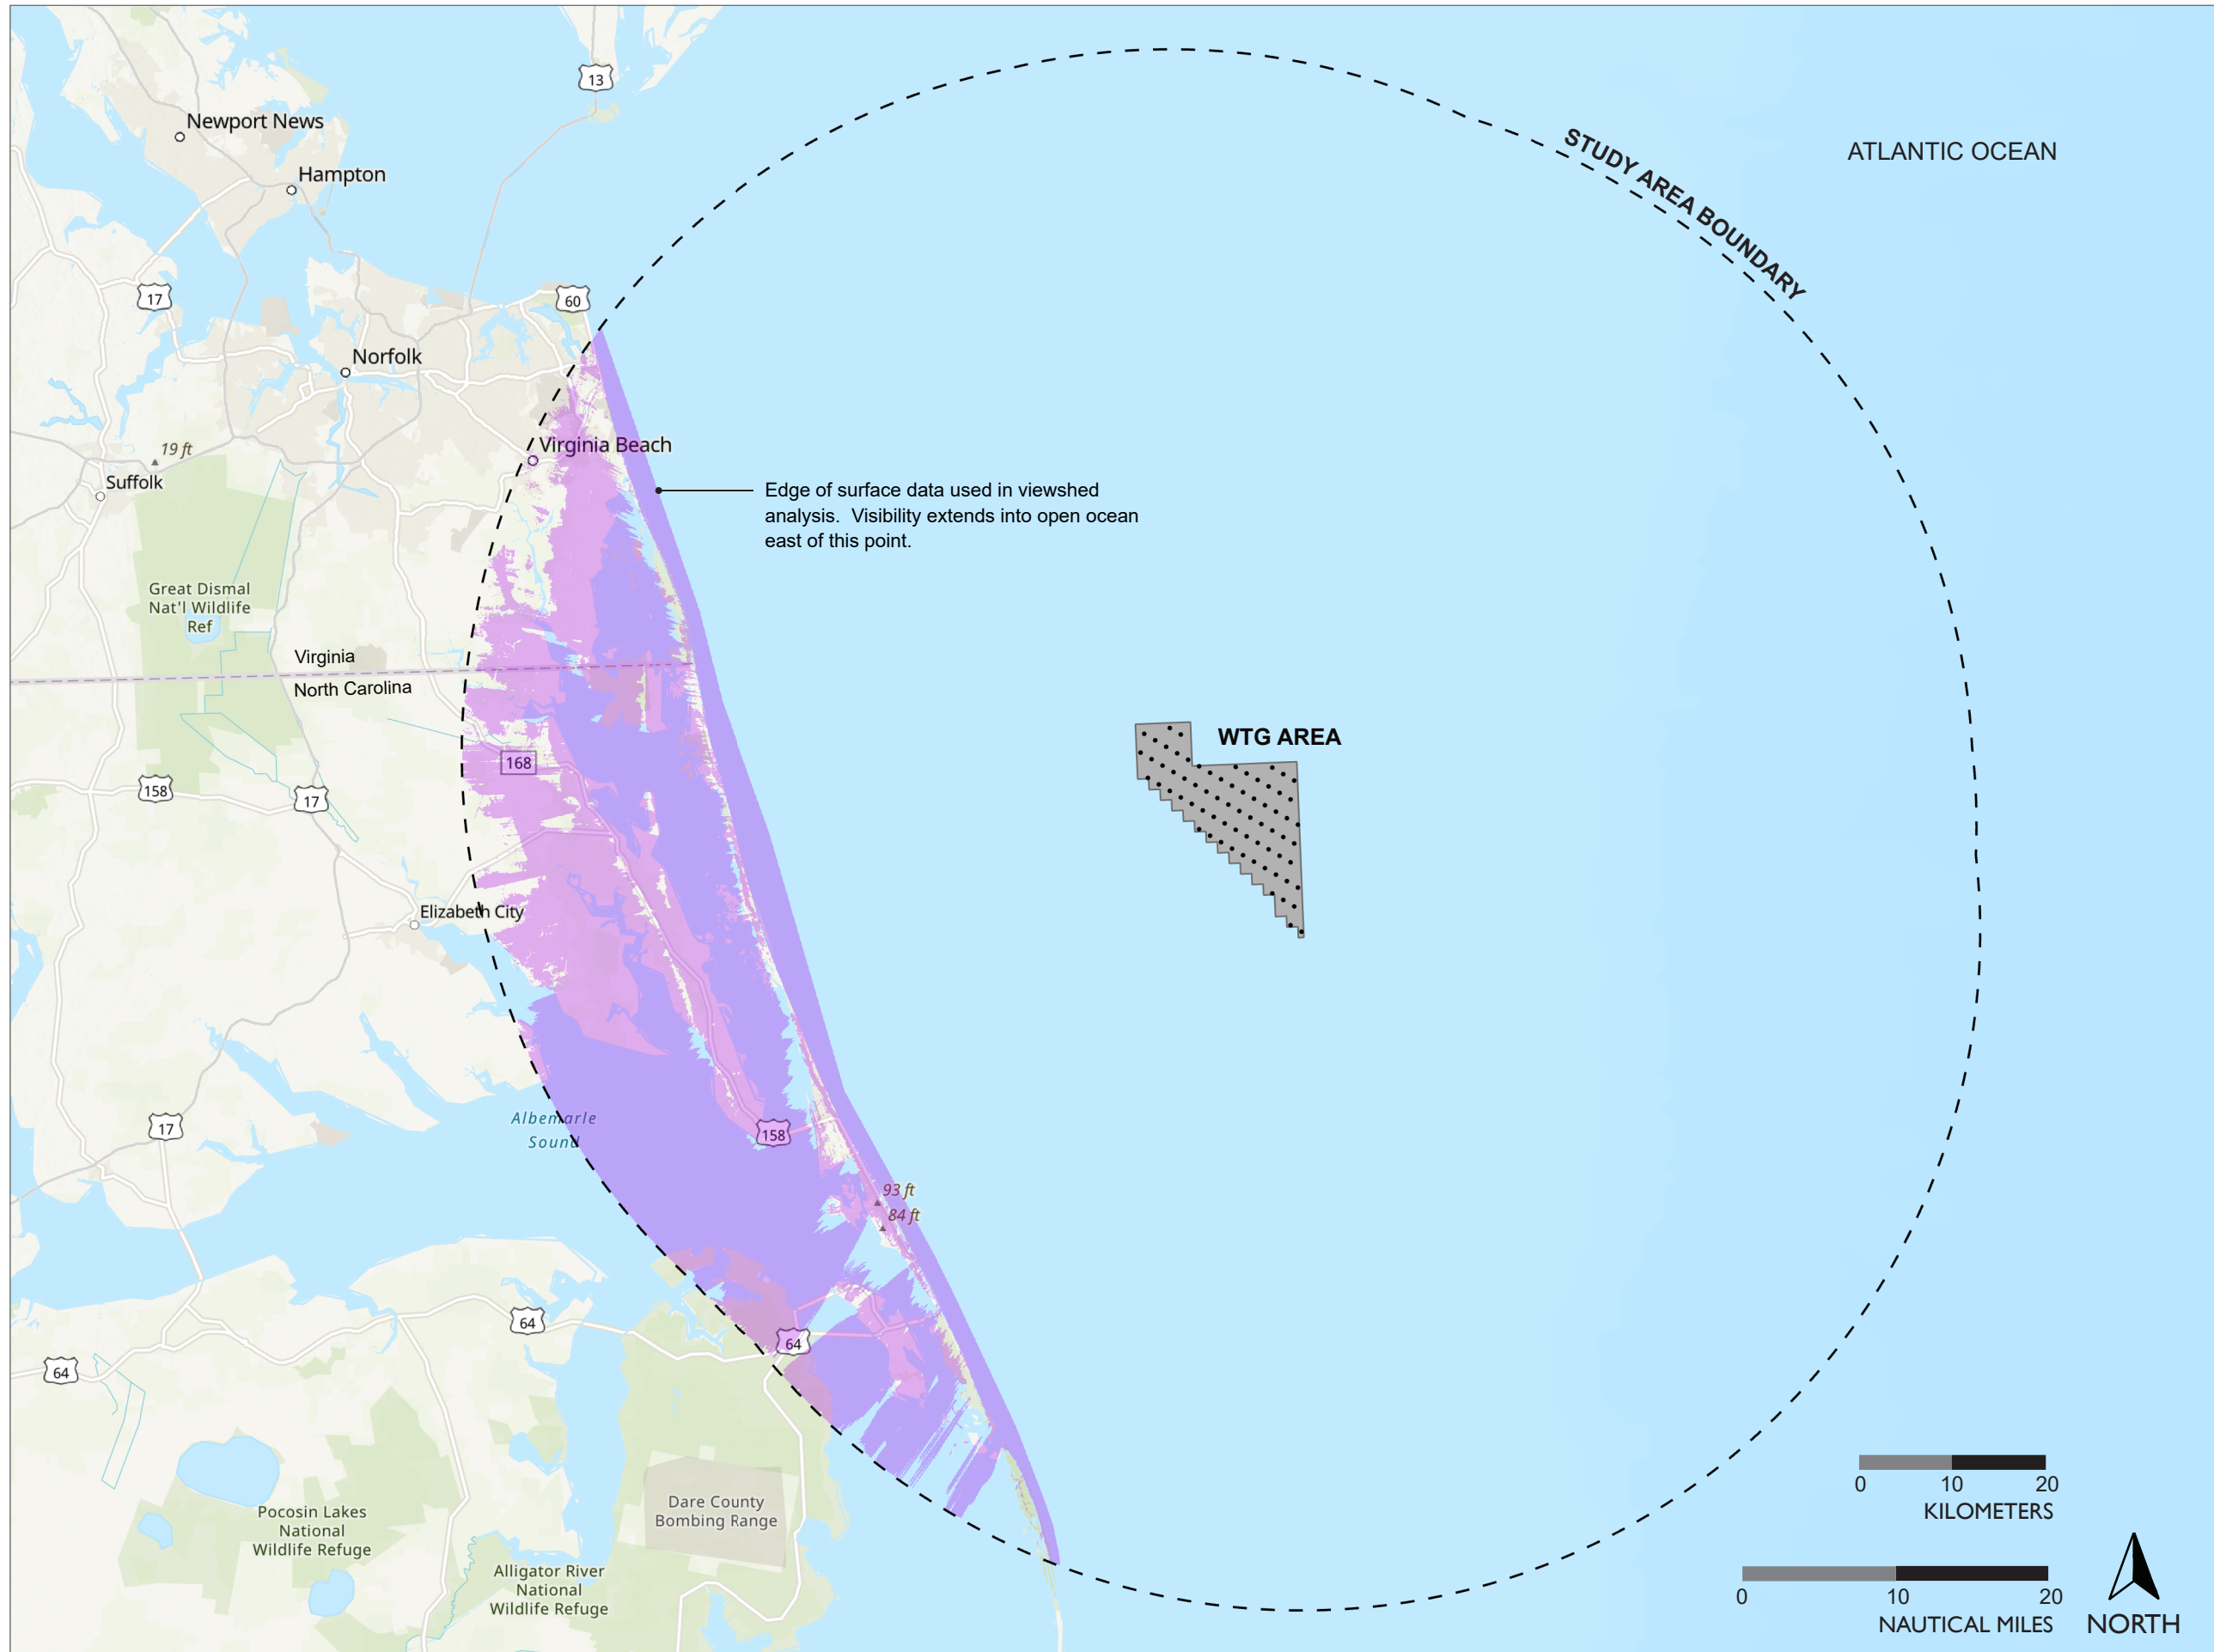 13
Newport News
ATLANTIC OCEAN
STUDY AREA BOUNDARY
Hampton
17
60
Norfolk
Virginia Beach
19 ft
Suffolk
Edge of surface data used in viewshed
analysis.  Visibility extends into open ocean
east of this point.
Great Dismal
Nat'l Wildlife
Ref
Virginia
North Carolina
WTG AREA
168
158
17
Elizabeth City
Albemarle
Sound
17
158
93 ft
84 ft
64
64
64
Dare County
Bombing Range
Pocosin Lakes
National
Wildlife Refuge
Alligator River
National
Wildlife Refuge
0 10 20
KILOMETERS
0 10 20
NAUTICAL MILES
NORTH